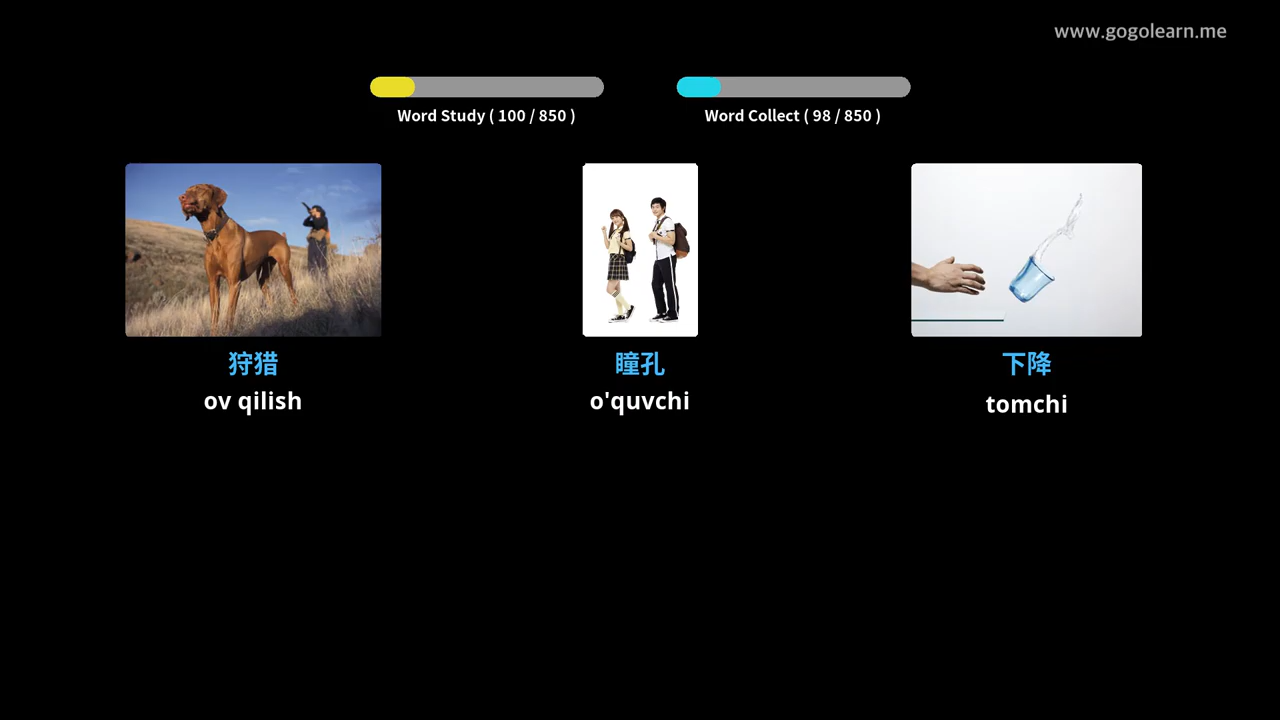 www.gogolearn.me
Word Study ( 100 / 850 )
Word Collect ( 98 / 850 )
狩猎
瞳孔
下降
ov qilish
o'quvchi
tomchi